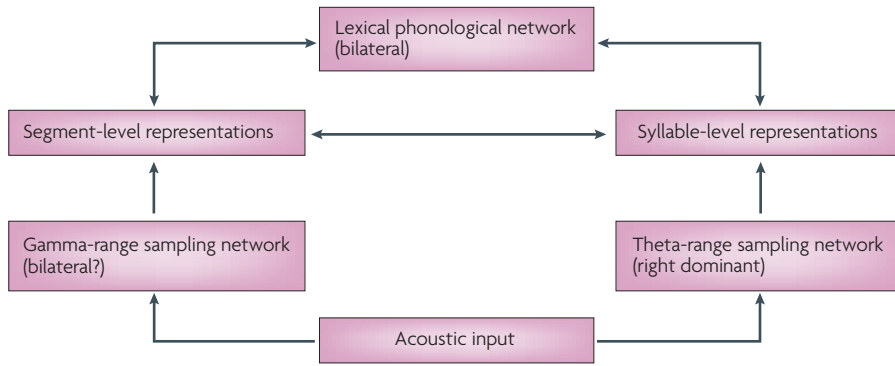 Lexical phonological network
(bilateral)
Segment-level representations
Syllable-level representations
Gamma-range sampling network
(bilateral?)
Theta-range sampling network
(right dominant)
Acoustic input